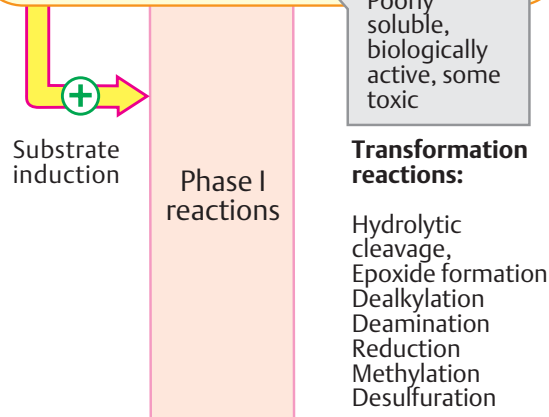 Poorly
soluble,
biologically
active, some
toxic
+
Substrate
induction
Phase I
reactions
Transformation
reactions:
Hydrolytic
cleavage,
Epoxide formation
Dealkylation
Deamination
Reduction
Methylation
Desulfuration